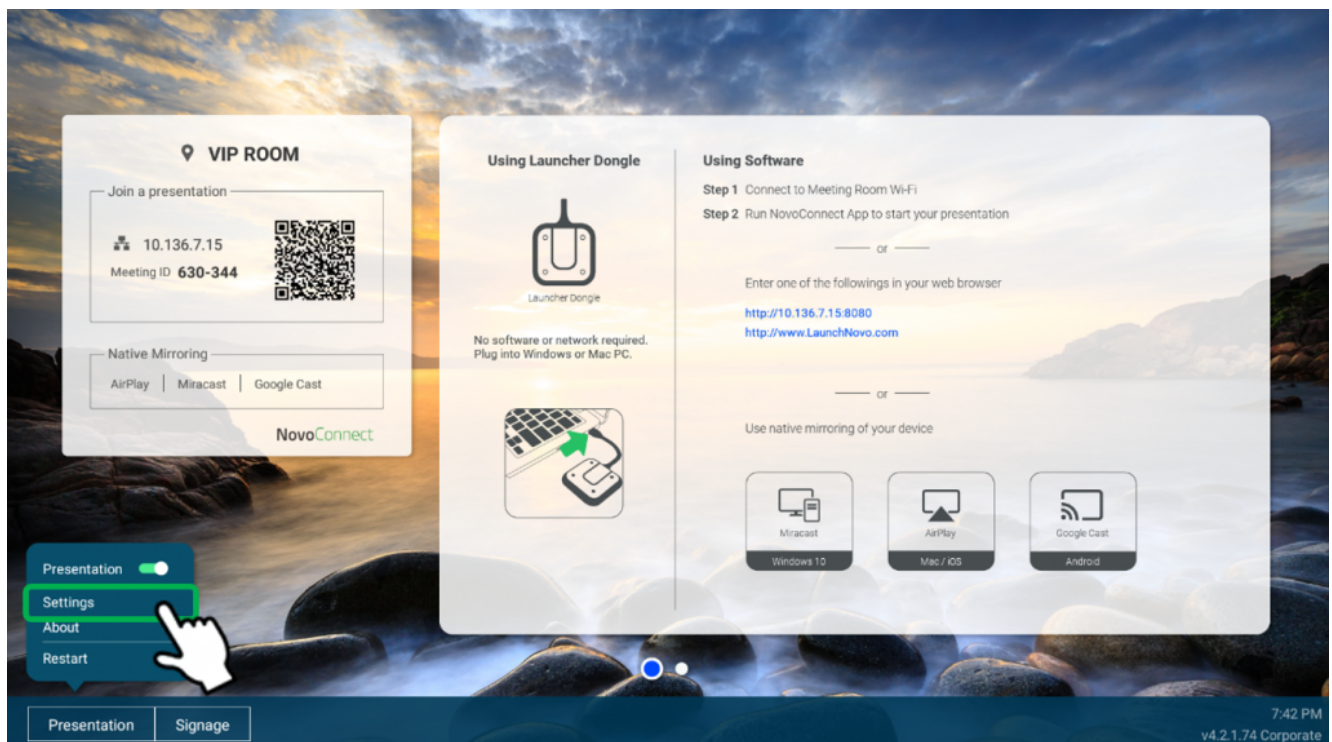 VIP ROOM
Join a presentation
10.136.7.15
Meeting ID 630-344
Native Mirroring
AirPlay | Miracast | Google Cast
NovoConnect
Using Launcher Dongle
Launcher Dongle
No software or network required.
Plug into Windows or Mac PC.
Using Software
Step 1 Connect to Meeting Room Wi-Fi
Step 2 Run NovoConnect App to start your presentation
or
Enter one of the followings in your web browser
http://10.136.7.15:8080
http://www.LaunchNovo.com
or
Use native mirroring of your device
Miracast
Windows 10
AirPlay
Mac / iOS
Google Cast
Android
Presentation
Settings
About
Restart
Presentation
Signage
7:42 PM
v4.2.1.74 Corporate